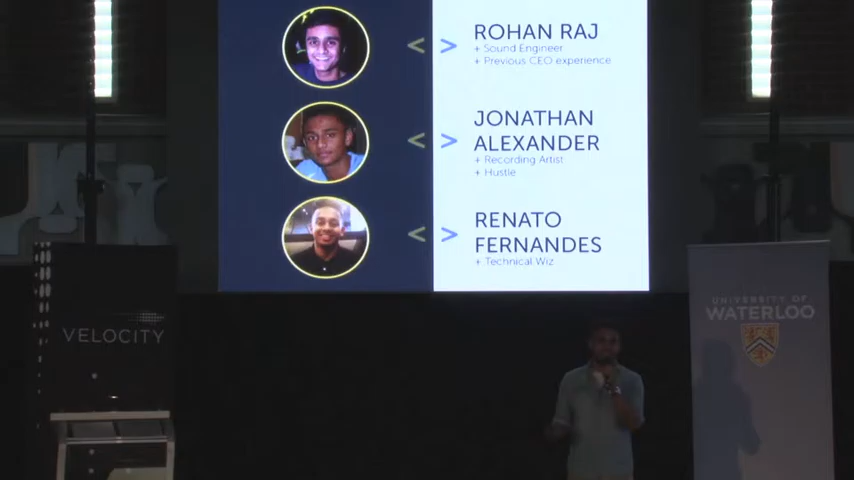 < > ROHAN RAJ
+ Sound Engineer
+ Previous CEO experience
JONATHAN
< > ALEXANDER
+ Recording Artist
+ Hustle
RENATO
< > FERNANDES
+ Technical Wiz
VELOCITY
UNIVERSITY OF
WATERLOO